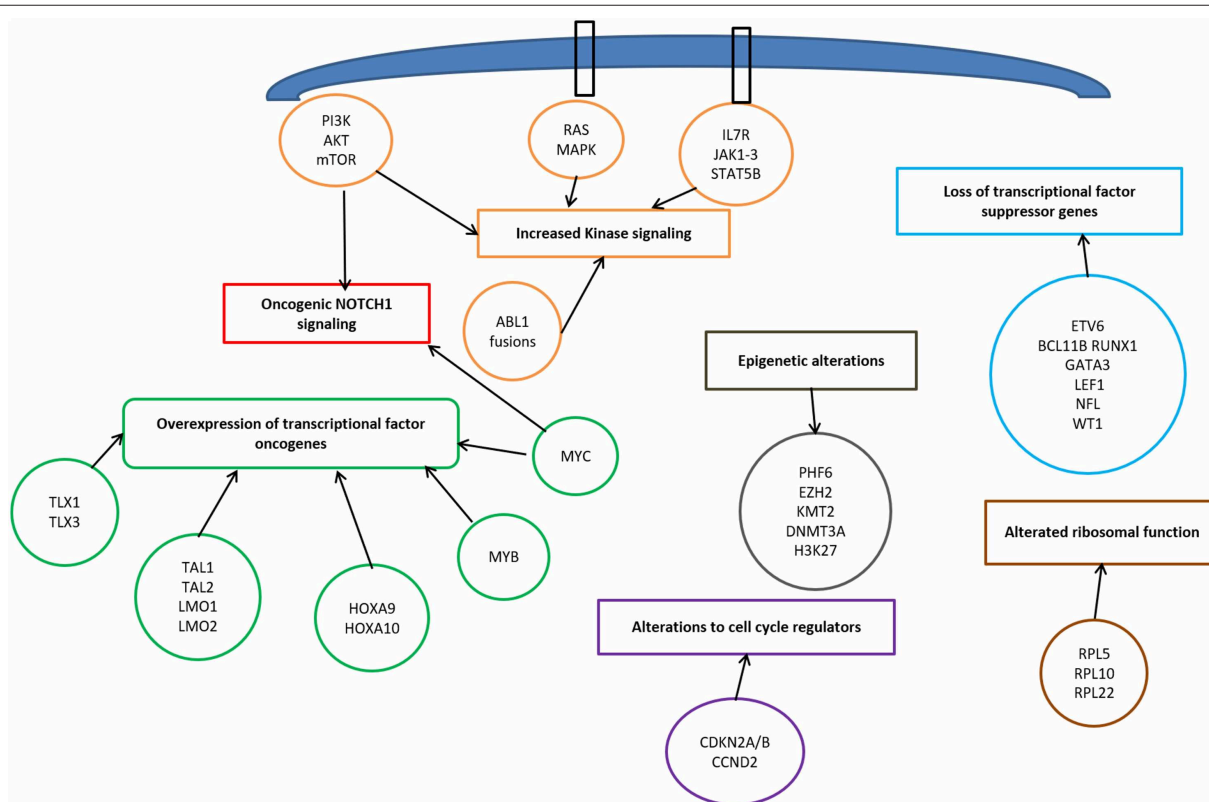 PI3K
AKT
mTOR
RAS
MAPK
IL7R
JAK1-3
STAT5B
Increased Kinase signaling
Loss of transcriptional factor
suppressor genes
Oncogenic NOTCH1
signaling
ABL1
fusions
ETV6
BCL11B RUNX1
GATA3
LEF1
NFL
WT1
Epigenetic alterations
Overexpression of transcriptional factor
oncogenes
MYC
TLX1
TLX3
PHF6
EZH2
KMT2
DNMT3A
H3K27
MYB
Alterated ribosomal function
TAL1
TAL2
LMO1
LMO2
HOXA9
HOXA10
Alterations to cell cycle regulators
RPL5
RPL10
RPL22
CDKN2A/B
CCND2